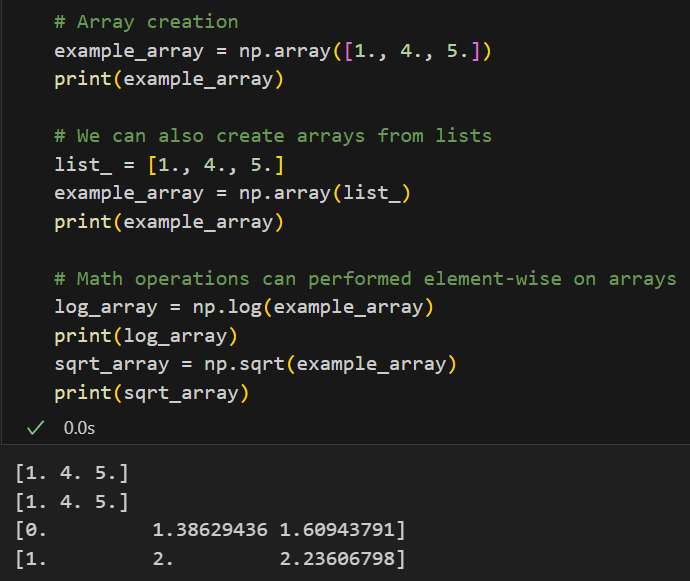 # Array creation
example_array = np.array([1., 4., 5.])
print(example_array)
# We can also create arrays from lists
list_ = [1., 4., 5.]
example_array = np.array(list_)
print(example_array)
# Math operations can performed element-wise on arrays
log_array = np.log(example_array)
print(log_array)
sqrt_array = np.sqrt(example_array)
print(sqrt_array)
0.0s
[1. 4. 5.]
[1. 4. 5.]
[0.         1.38629436 1.60943791]
[1.         2.         2.23606798]